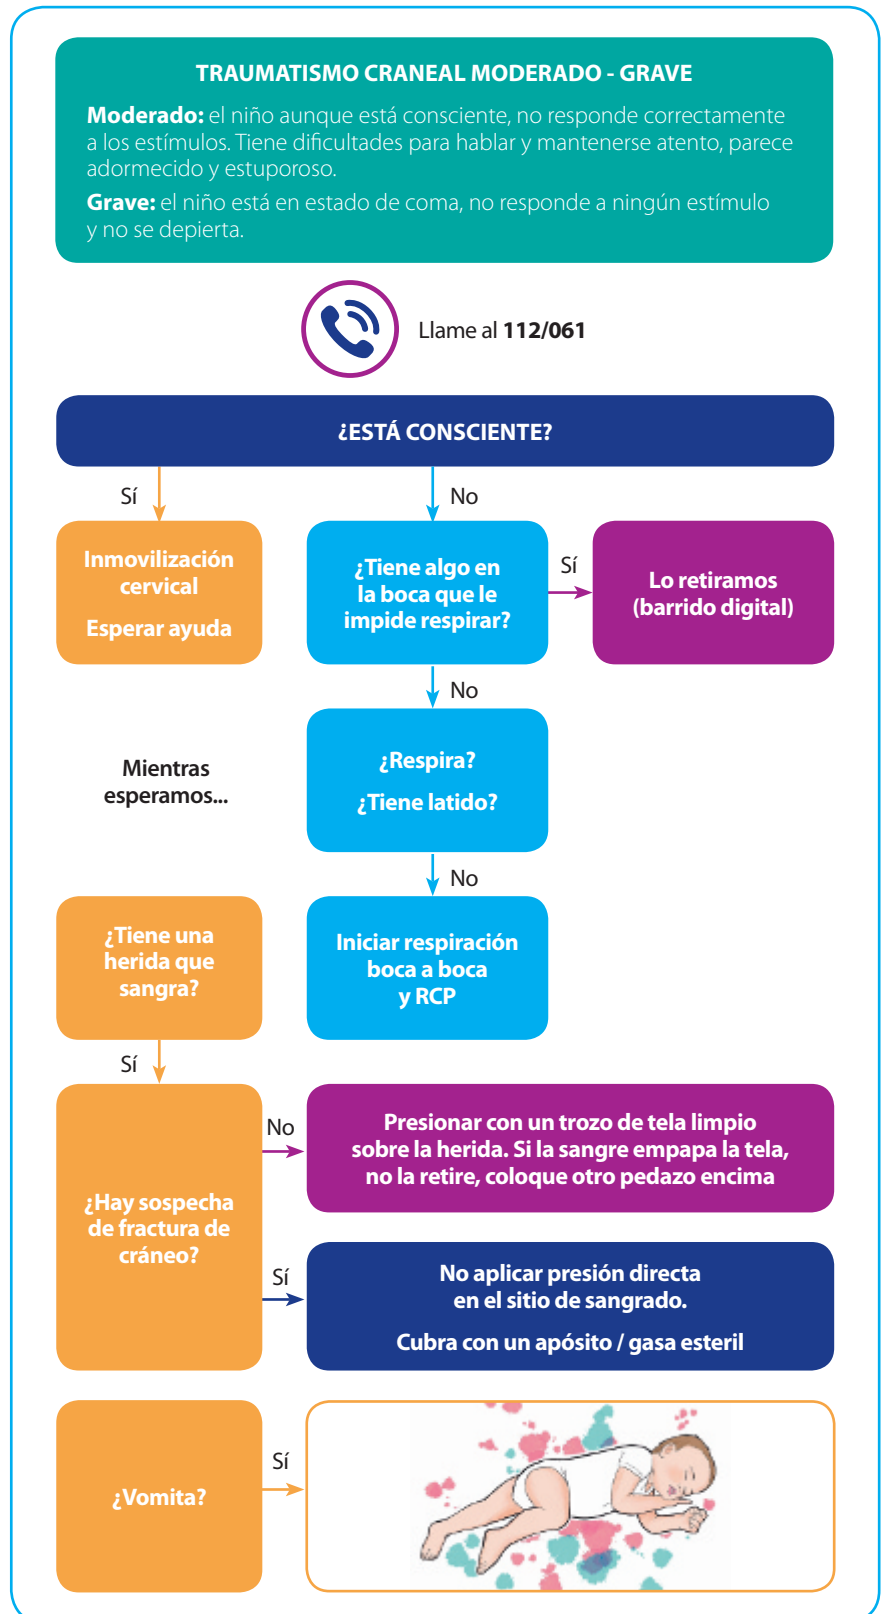 TRAUMATISMO CRANEAL MODERADO - GRAVE
Moderado: el niño aunque está consciente, no responde correctamente
a los estímulos. Tiene dificultades para hablar y mantenerse atento, parece
adormecido y estuporoso.
Grave: el niño está en estado de coma, no responde a ningún estímulo
y no se depierta.
Llame al 112/061
¿ESTÁ CONSCIENTE?
Sí
No
Inmovilización
cervical
Esperar ayuda
¿Tiene algo en
la boca que le
impide respirar?
Sí
Lo retiramos
(barrido digital)
No
Mientras
esperamos...
¿Respira?
¿Tiene latido?
No
¿Tiene una
herida que
sangra?
Iniciar respiración
boca a boca
y RCP
Sí
¿Hay sospecha
de fractura de
cráneo?
No
Presionar con un trozo de tela limpio
sobre la herida. Si la sangre empapa la tela,
no la retire, coloque otro pedazo encima
Sí
No aplicar presión directa
en el sitio de sangrado.
Cubra con un apósito / gasa esteril
¿Vomita?
Sí